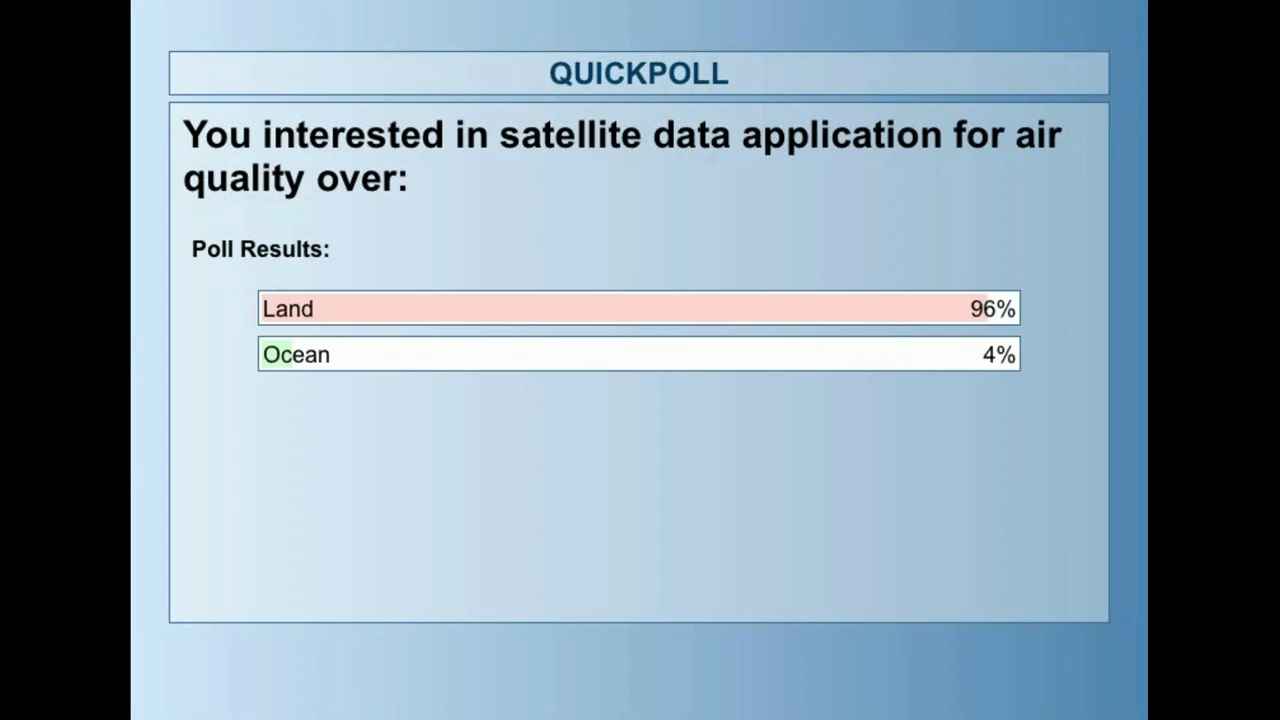 QUICKPOLL
You interested in satellite data application for air
quality over:
Poll Results:
Land 96%
Ocean 4%